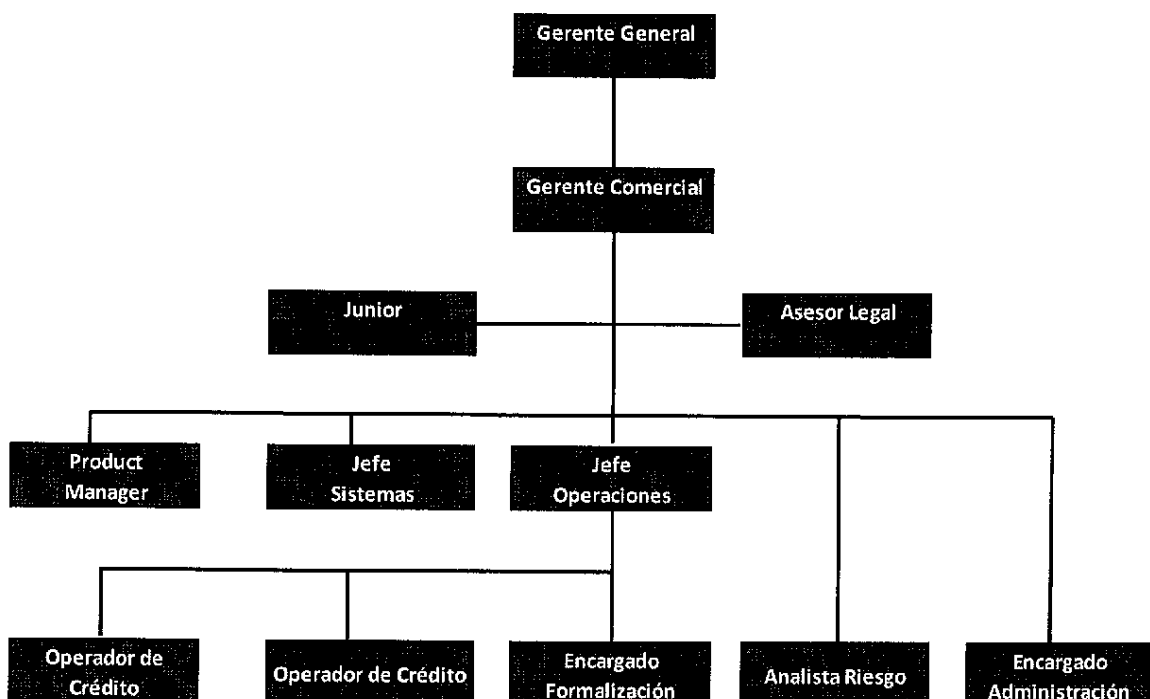 Gerente General
Gerente Comercial
Junior
Asesor Legal
Product
Manager
Jefe
Sistemas
Jefe
Operaciones
Operador de
Crédito
Operador de Crédito
Encargado
Formalización
Analista Riesgo
Encargado
Administración